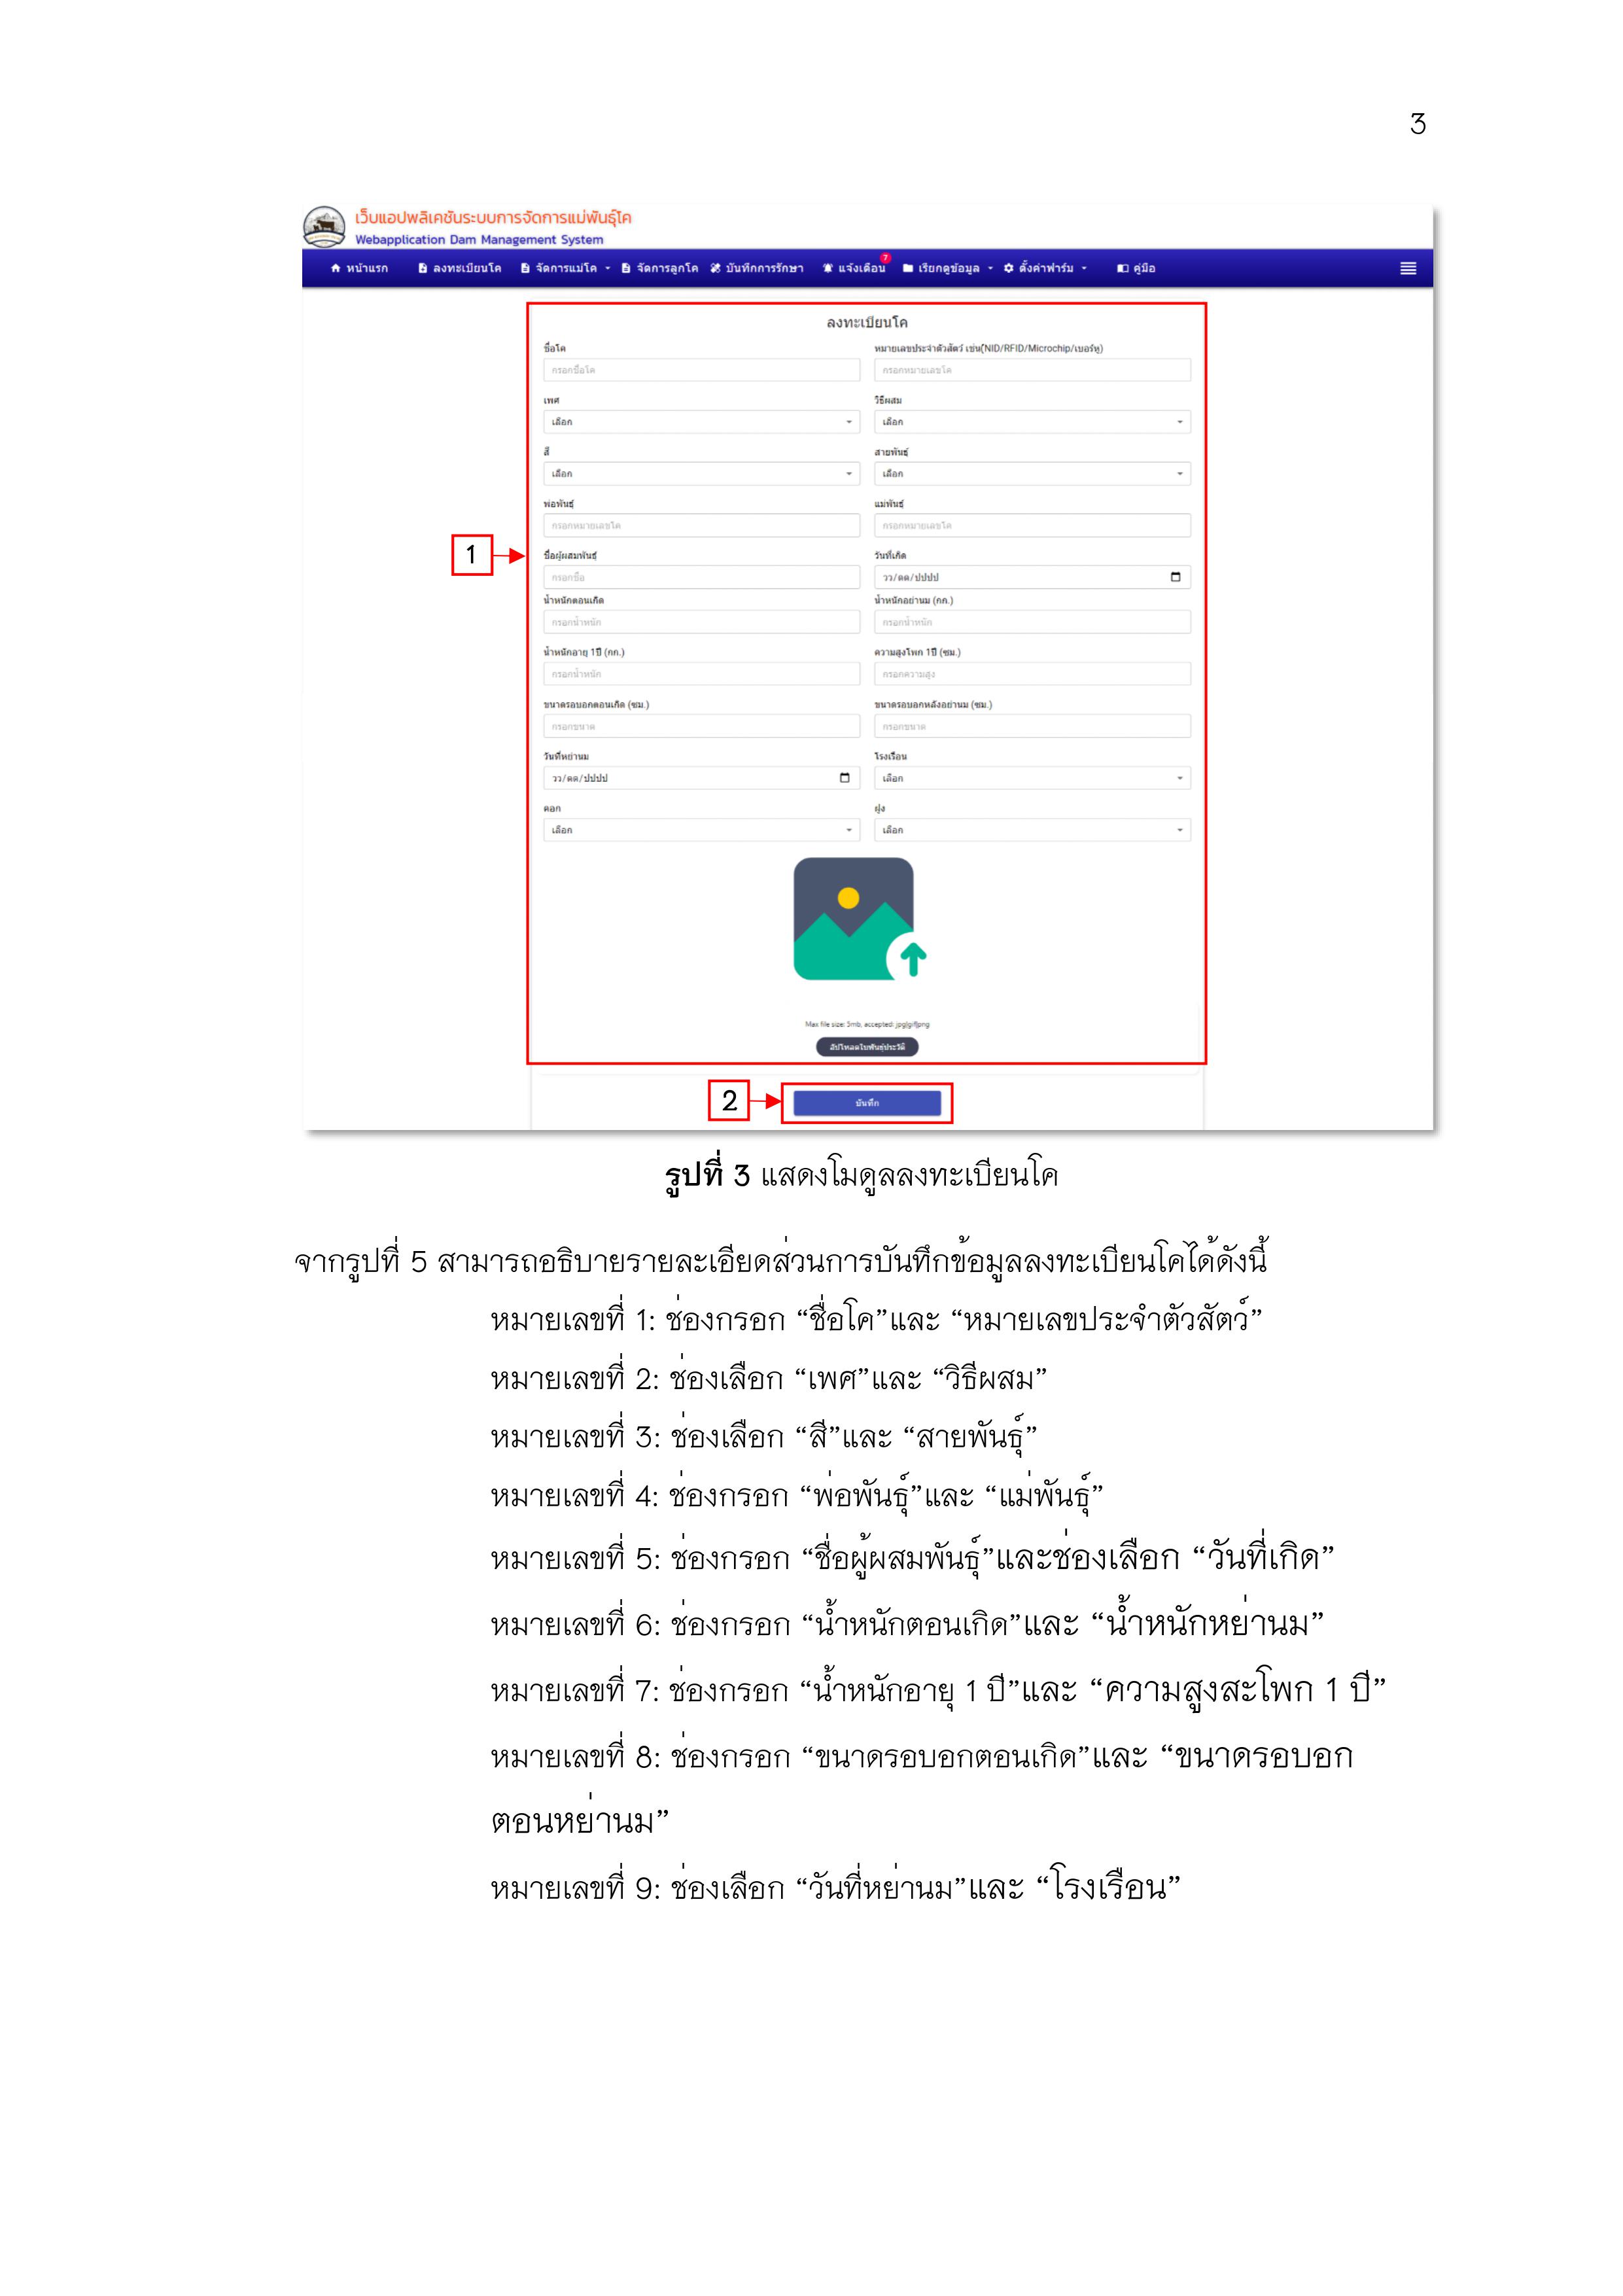 3
เว็บแอปพลิเคชันระบบการจัดการแม่พันธุ์โค
Webapplication Dam Management System
หน้าแรก ลงทะเบียนโค จัดการแม่โค จัดการลูกโค บันทึกการรักษา แจ้งเตือน 7 เรียกดูข้อมูล ตั้งค่าฟาร์ม คู่มือ
ลงทะเบียนโค
ชื่อโค หมายเลขประจำตัวสัตว์ เช่น(NID/RFID/Microchip/เบอร์หู)
กรอกชื่อโค กรอกหมายเลขโค
เพศ วิธีผสม
เลือก เลือก
สี สายพันธุ์
เลือก เลือก
พ่อพันธุ์ แม่พันธุ์
กรอกหมายเลขโค กรอกหมายเลขโค
1
ชื่อผู้ผสมพันธุ์ วันที่เกิด
กรอกชื่อ วว/ดด/ปปปป
น้ำหนักตอนเกิด น้ำหนักอย่านม (กก.)
กรอกน้ำหนัก กรอกน้ำหนัก
น้ำหนักอายุ 1ปี (กก.) ความสูงโพก 1ปี (ซม.)
กรอกน้ำหนัก กรอกความสูง
ขนาดรอบอกตอนเกิด (ซม.) ขนาดรอบอกหลังอย่านม (ซม.)
กรอกขนาด กรอกขนาด
วันที่หย่านม โรงเรือน
วว/ดด/ปปปป เลือก
คอก ฝูง
เลือก เลือก
Max file size: 5mb, accepted: jpg|gif|png
อัปโหลดใบพันธุ์ประวัติ
2 บันทึก
รูปที่ 3 แสดงโมดูลลงทะเบียนโค
จากรูปที่ 5 สามารถอธิบายรายละเอียดส่วนการบันทึกข้อมูลลงทะเบียนโคได้ดังนี้
หมายเลขที่ 1: ช่องกรอก “ชื่อโค”และ “หมายเลขประจำตัวสัตว์”
หมายเลขที่ 2: ช่องเลือก “เพศ”และ “วิธีผสม”
หมายเลขที่ 3: ช่องเลือก “สี”และ “สายพันธุ์”
หมายเลขที่ 4: ช่องกรอก “พ่อพันธุ์”และ “แม่พันธุ์”
หมายเลขที่ 5: ช่องกรอก “ชื่อผู้ผสมพันธุ์”และช่องเลือก “วันที่เกิด”
หมายเลขที่ 6: ช่องกรอก “น้ำหนักตอนเกิด”และ “น้ำหนักหย่านม”
หมายเลขที่ 7: ช่องกรอก “น้ำหนักอายุ 1 ปี”และ “ความสูงสะโพก 1 ปี”
หมายเลขที่ 8: ช่องกรอก “ขนาดรอบอกตอนเกิด”และ “ขนาดรอบอก
ตอนหย่านม”
หมายเลขที่ 9: ช่องเลือก “วันที่หย่านม”และ “โรงเรือน”